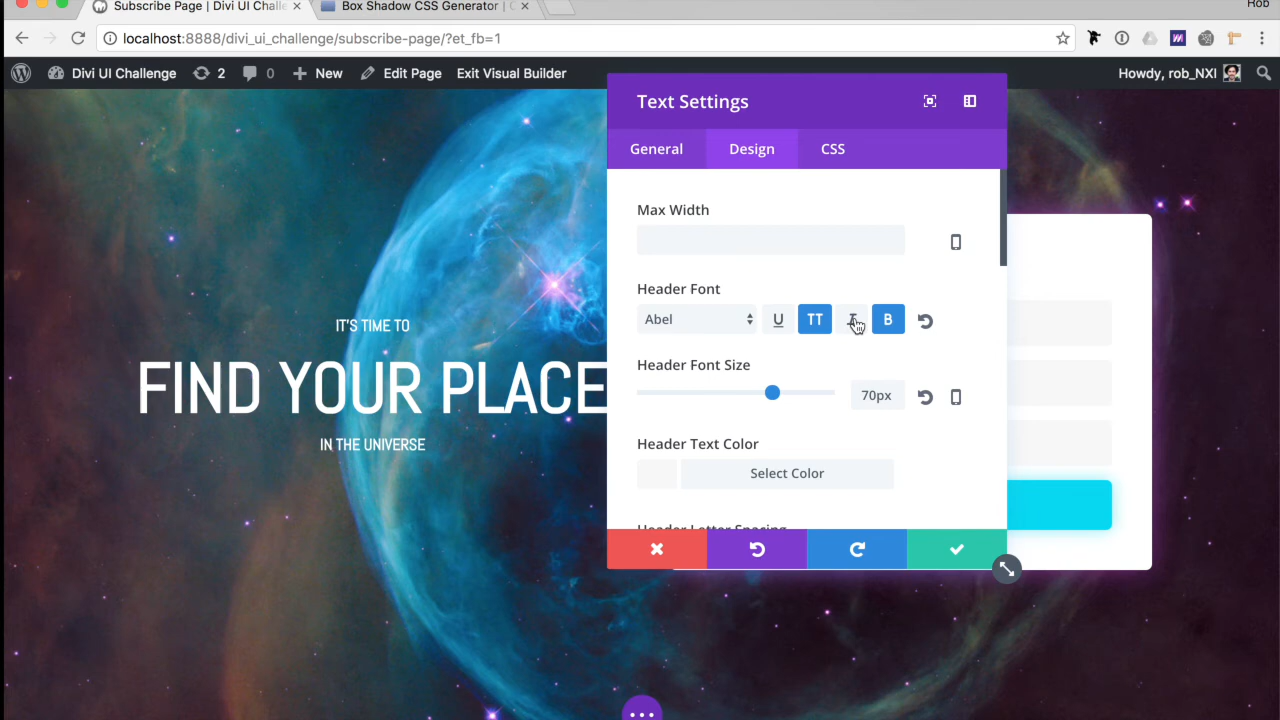 Subscribe Page | Divi UI Challe
Box Shadow CSS Generator | C
Rob
localhost:8888/divi_ui_challenge/subscribe-page/?et_fb=1
Divi UI Challenge 2 0 New Edit Page Exit Visual Builder Howdy, rob_NXI
Text Settings
General Design CSS
Max Width
Header Font
Abel U TT T B
Header Font Size
70px
Header Text Color
Select Color
Header Letter Spacing
IT'S TIME TO
FIND YOUR PLACE
IN THE UNIVERSE